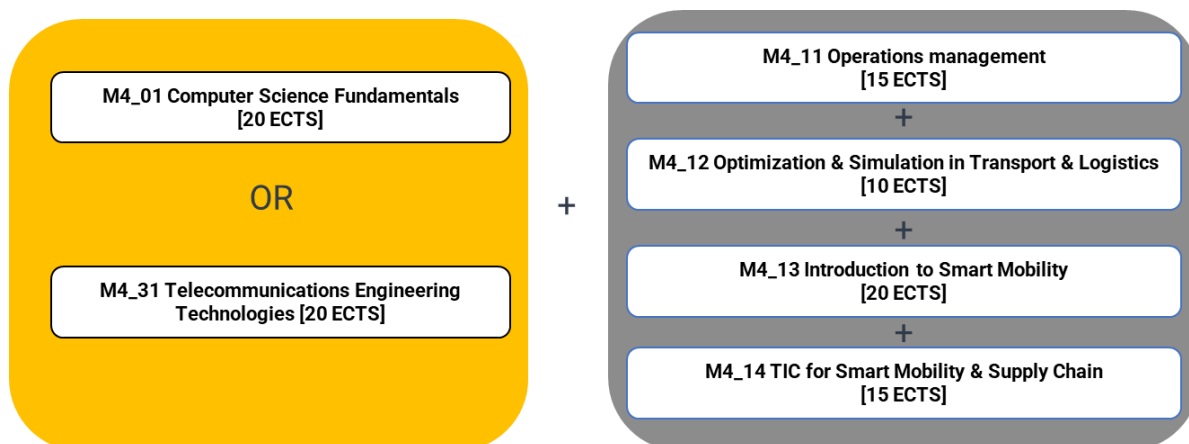 M4_01 Computer Science Fundamentals
[20 ECTS]
OR
M4_31 Telecommunications Engineering
Technologies [20 ECTS]
+
M4_11 Operations management
[15 ECTS]
+
M4_12 Optimization & Simulation in Transport & Logistics
[10 ECTS]
+
M4_13 Introduction to Smart Mobility
[20 ECTS]
+
M4_14 TIC for Smart Mobility & Supply Chain
[15 ECTS]